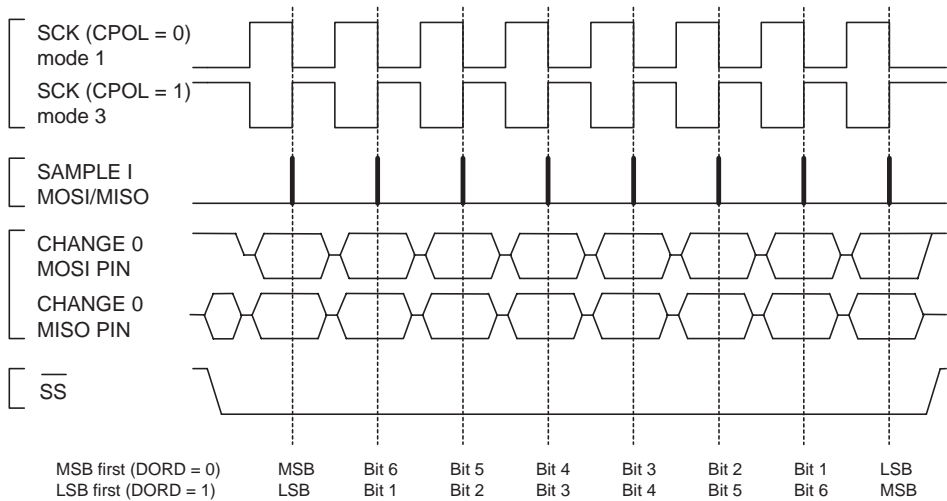 SCK (CPOL = 0)
mode 1
SCK (CPOL = 1)
mode 3
SAMPLE I
MOSI/MISO
CHANGE 0
MOSI PIN
CHANGE 0
MISO PIN
SS
MSB first (DORD = 0) MSB Bit 6 Bit 5 Bit 4 Bit 3 Bit 2 Bit 1 LSB
LSB first (DORD = 1) LSB Bit 1 Bit 2 Bit 3 Bit 4 Bit 5 Bit 6 MSB